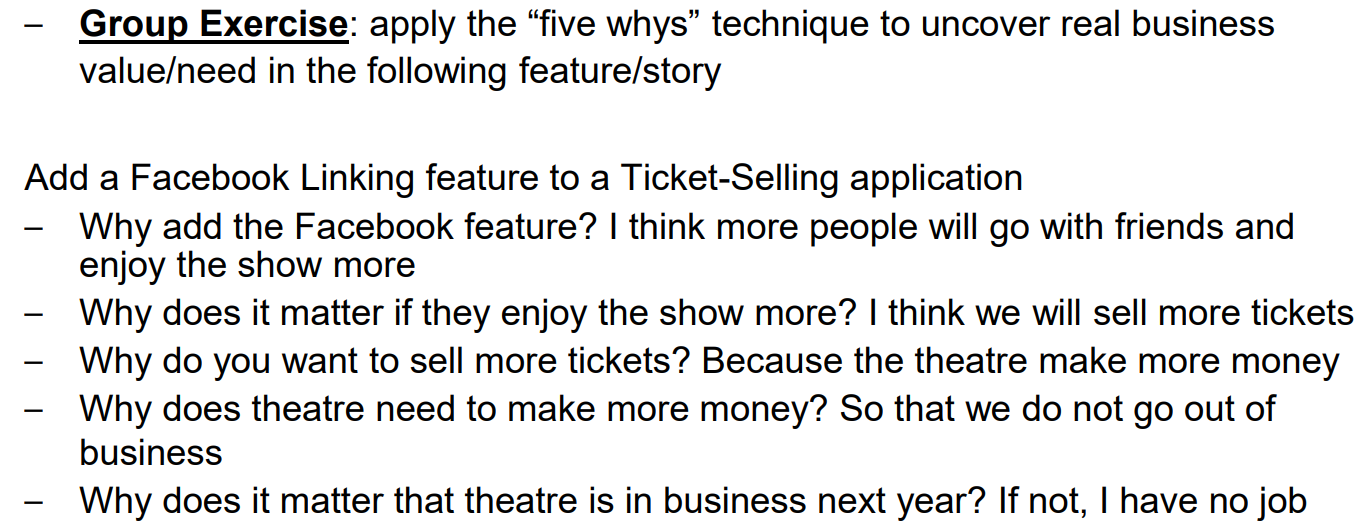 – Group Exercise: apply the “five whys” technique to uncover real business
value/need in the following feature/story
Add a Facebook Linking feature to a Ticket-Selling application
– Why add the Facebook feature? I think more people will go with friends and
enjoy the show more
– Why does it matter if they enjoy the show more? I think we will sell more tickets
– Why do you want to sell more tickets? Because the theatre make more money
– Why does theatre need to make more money? So that we do not go out of
business
– Why does it matter that theatre is in business next year? If not, I have no job